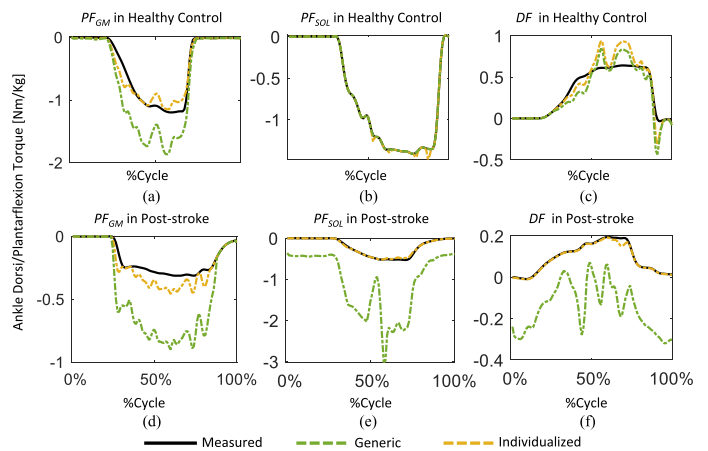 PF_GM in Healthy Control
PF_SOL in Healthy Control
DF in Healthy Control
Ankle Dorsi/Plantarflexion Torque [Nm/Kg]
0
-1
-2
%Cycle
(a)
0
-0.5
-1
%Cycle
(b)
1
0.5
0
-0.5
%Cycle
(c)
PF_GM in Post-stroke
PF_SOL in Post-stroke
DF in Post-stroke
0
-0.5
-1
0% 50% 100%
%Cycle
(d)
0
-1
-2
-3
0% 50% 100%
%Cycle
(e)
0.2
0
-0.2
-0.4
0% 50% 100%
%Cycle
(f)
Measured Generic Individualized